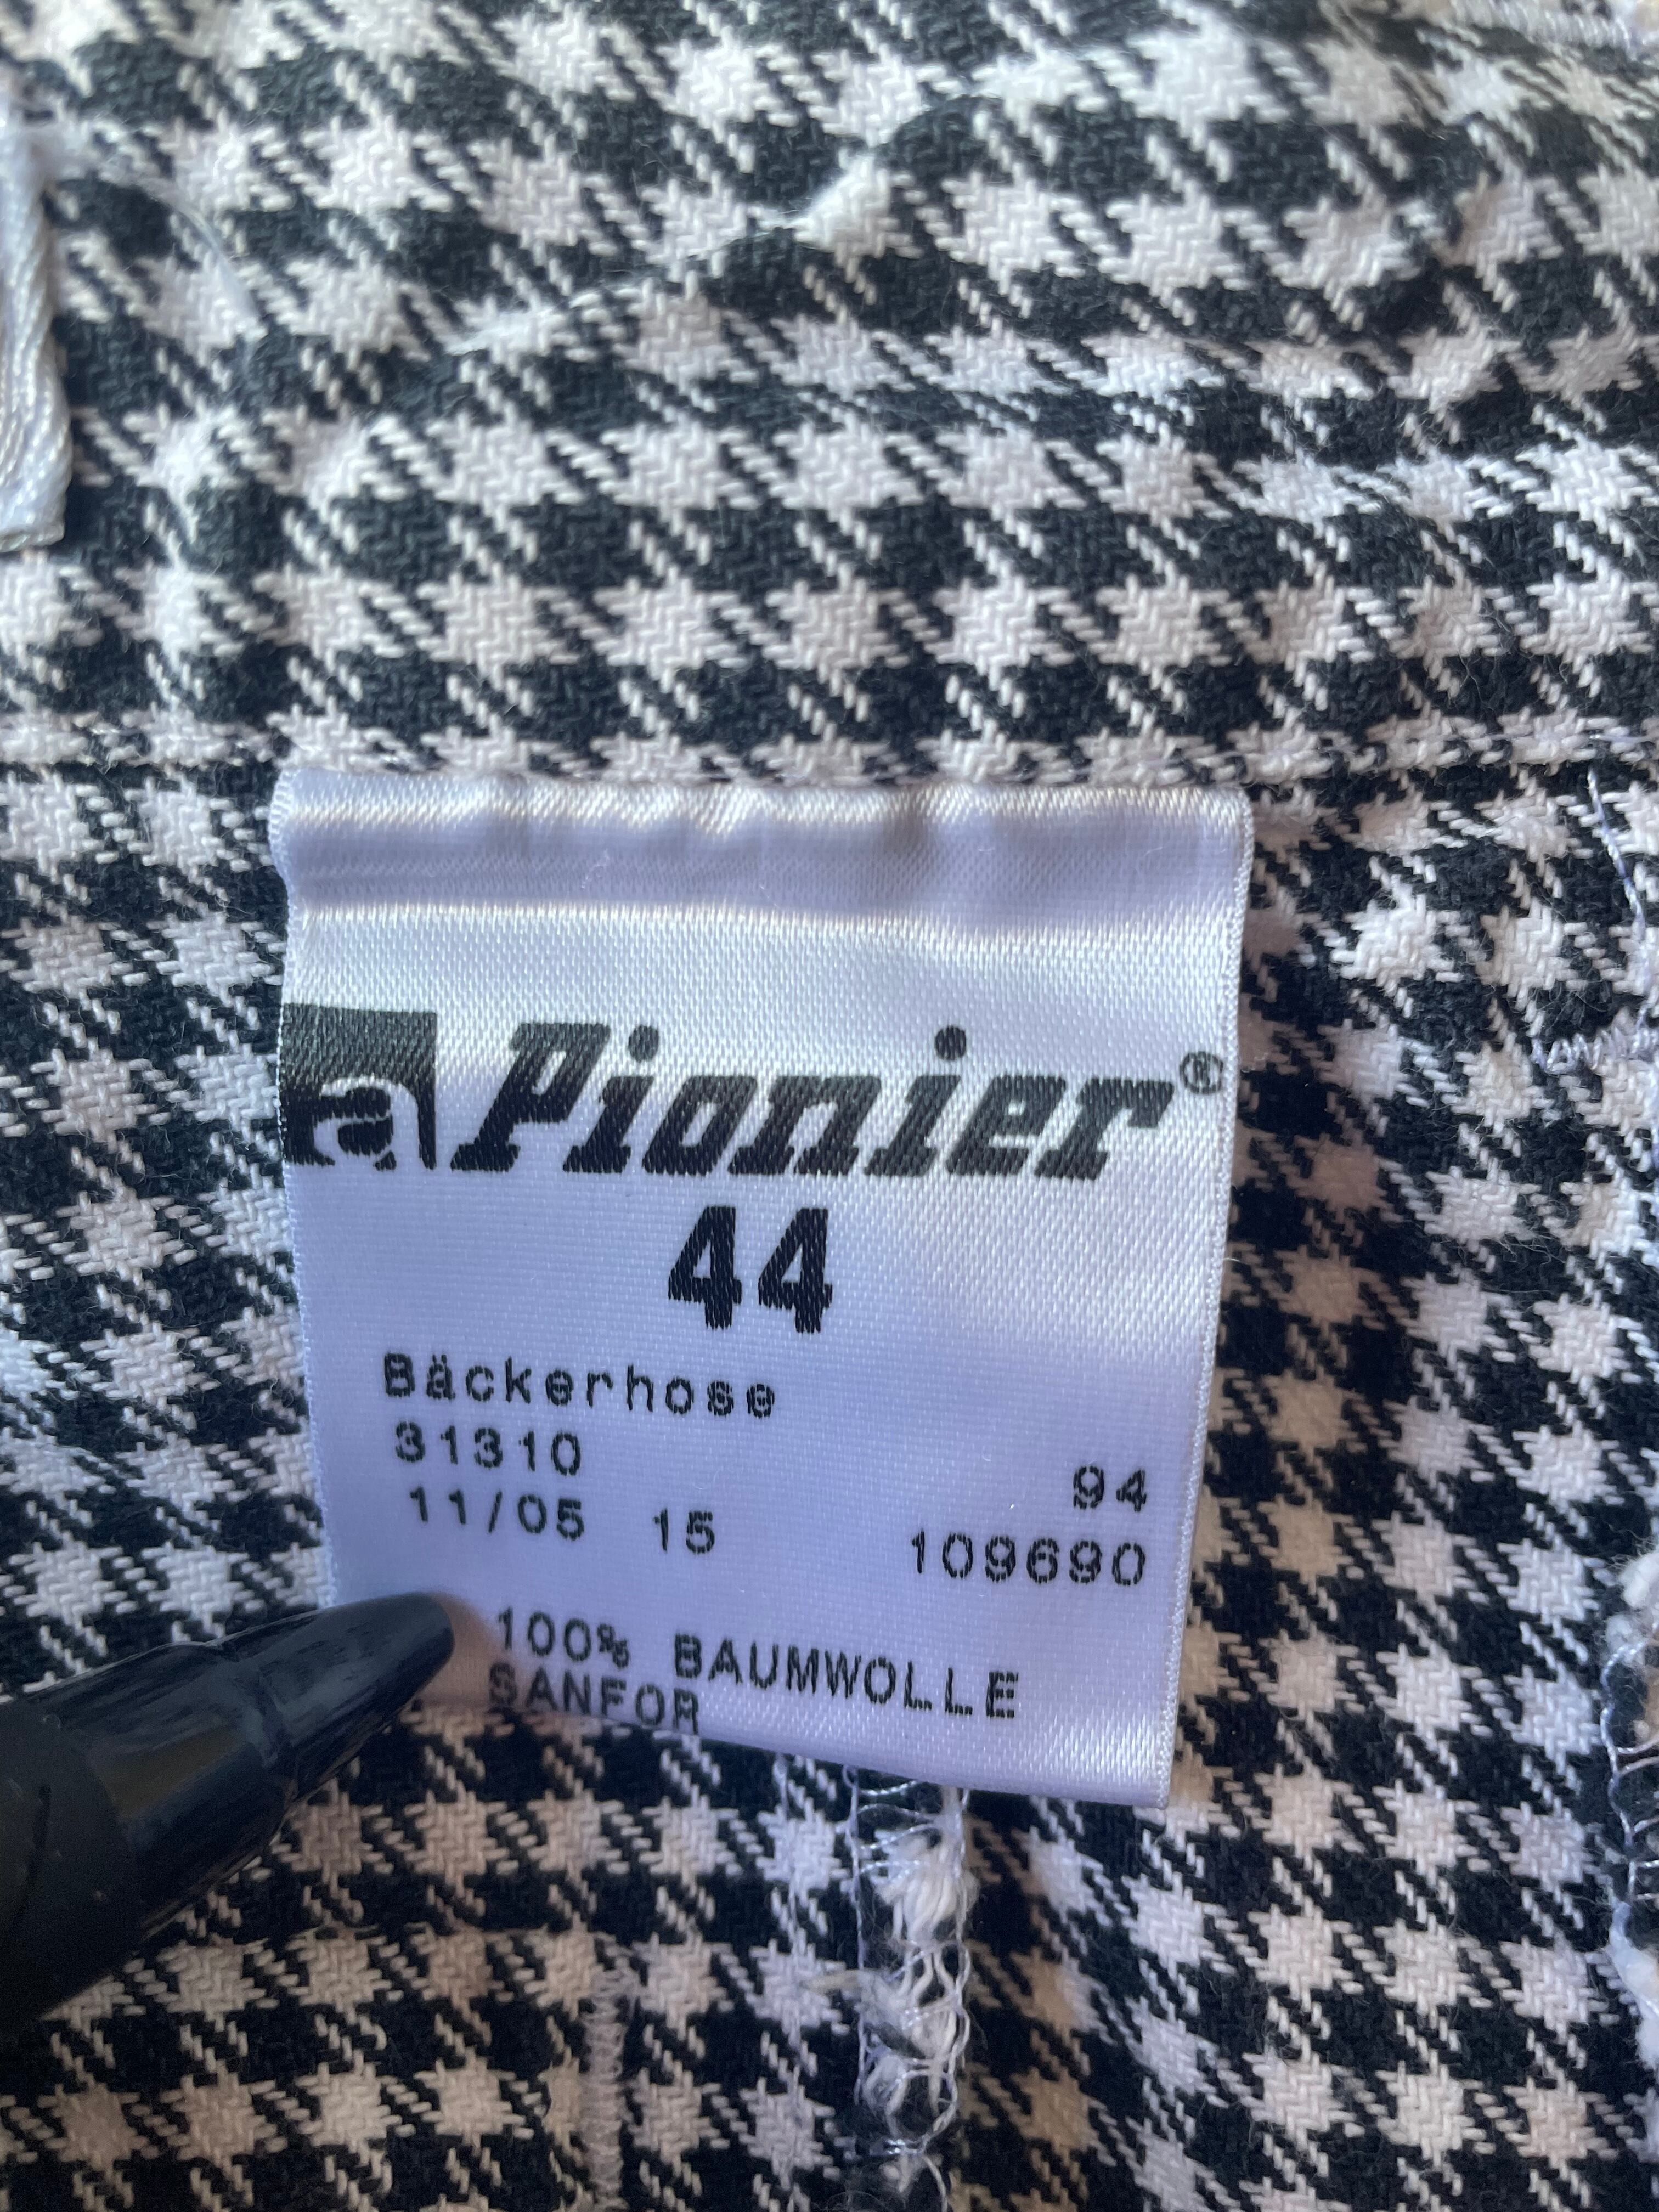 a Pionier®
44
Bäckerhose
31310 94
11/05 15 109690
100% BAUMWOLLE
SANFOR